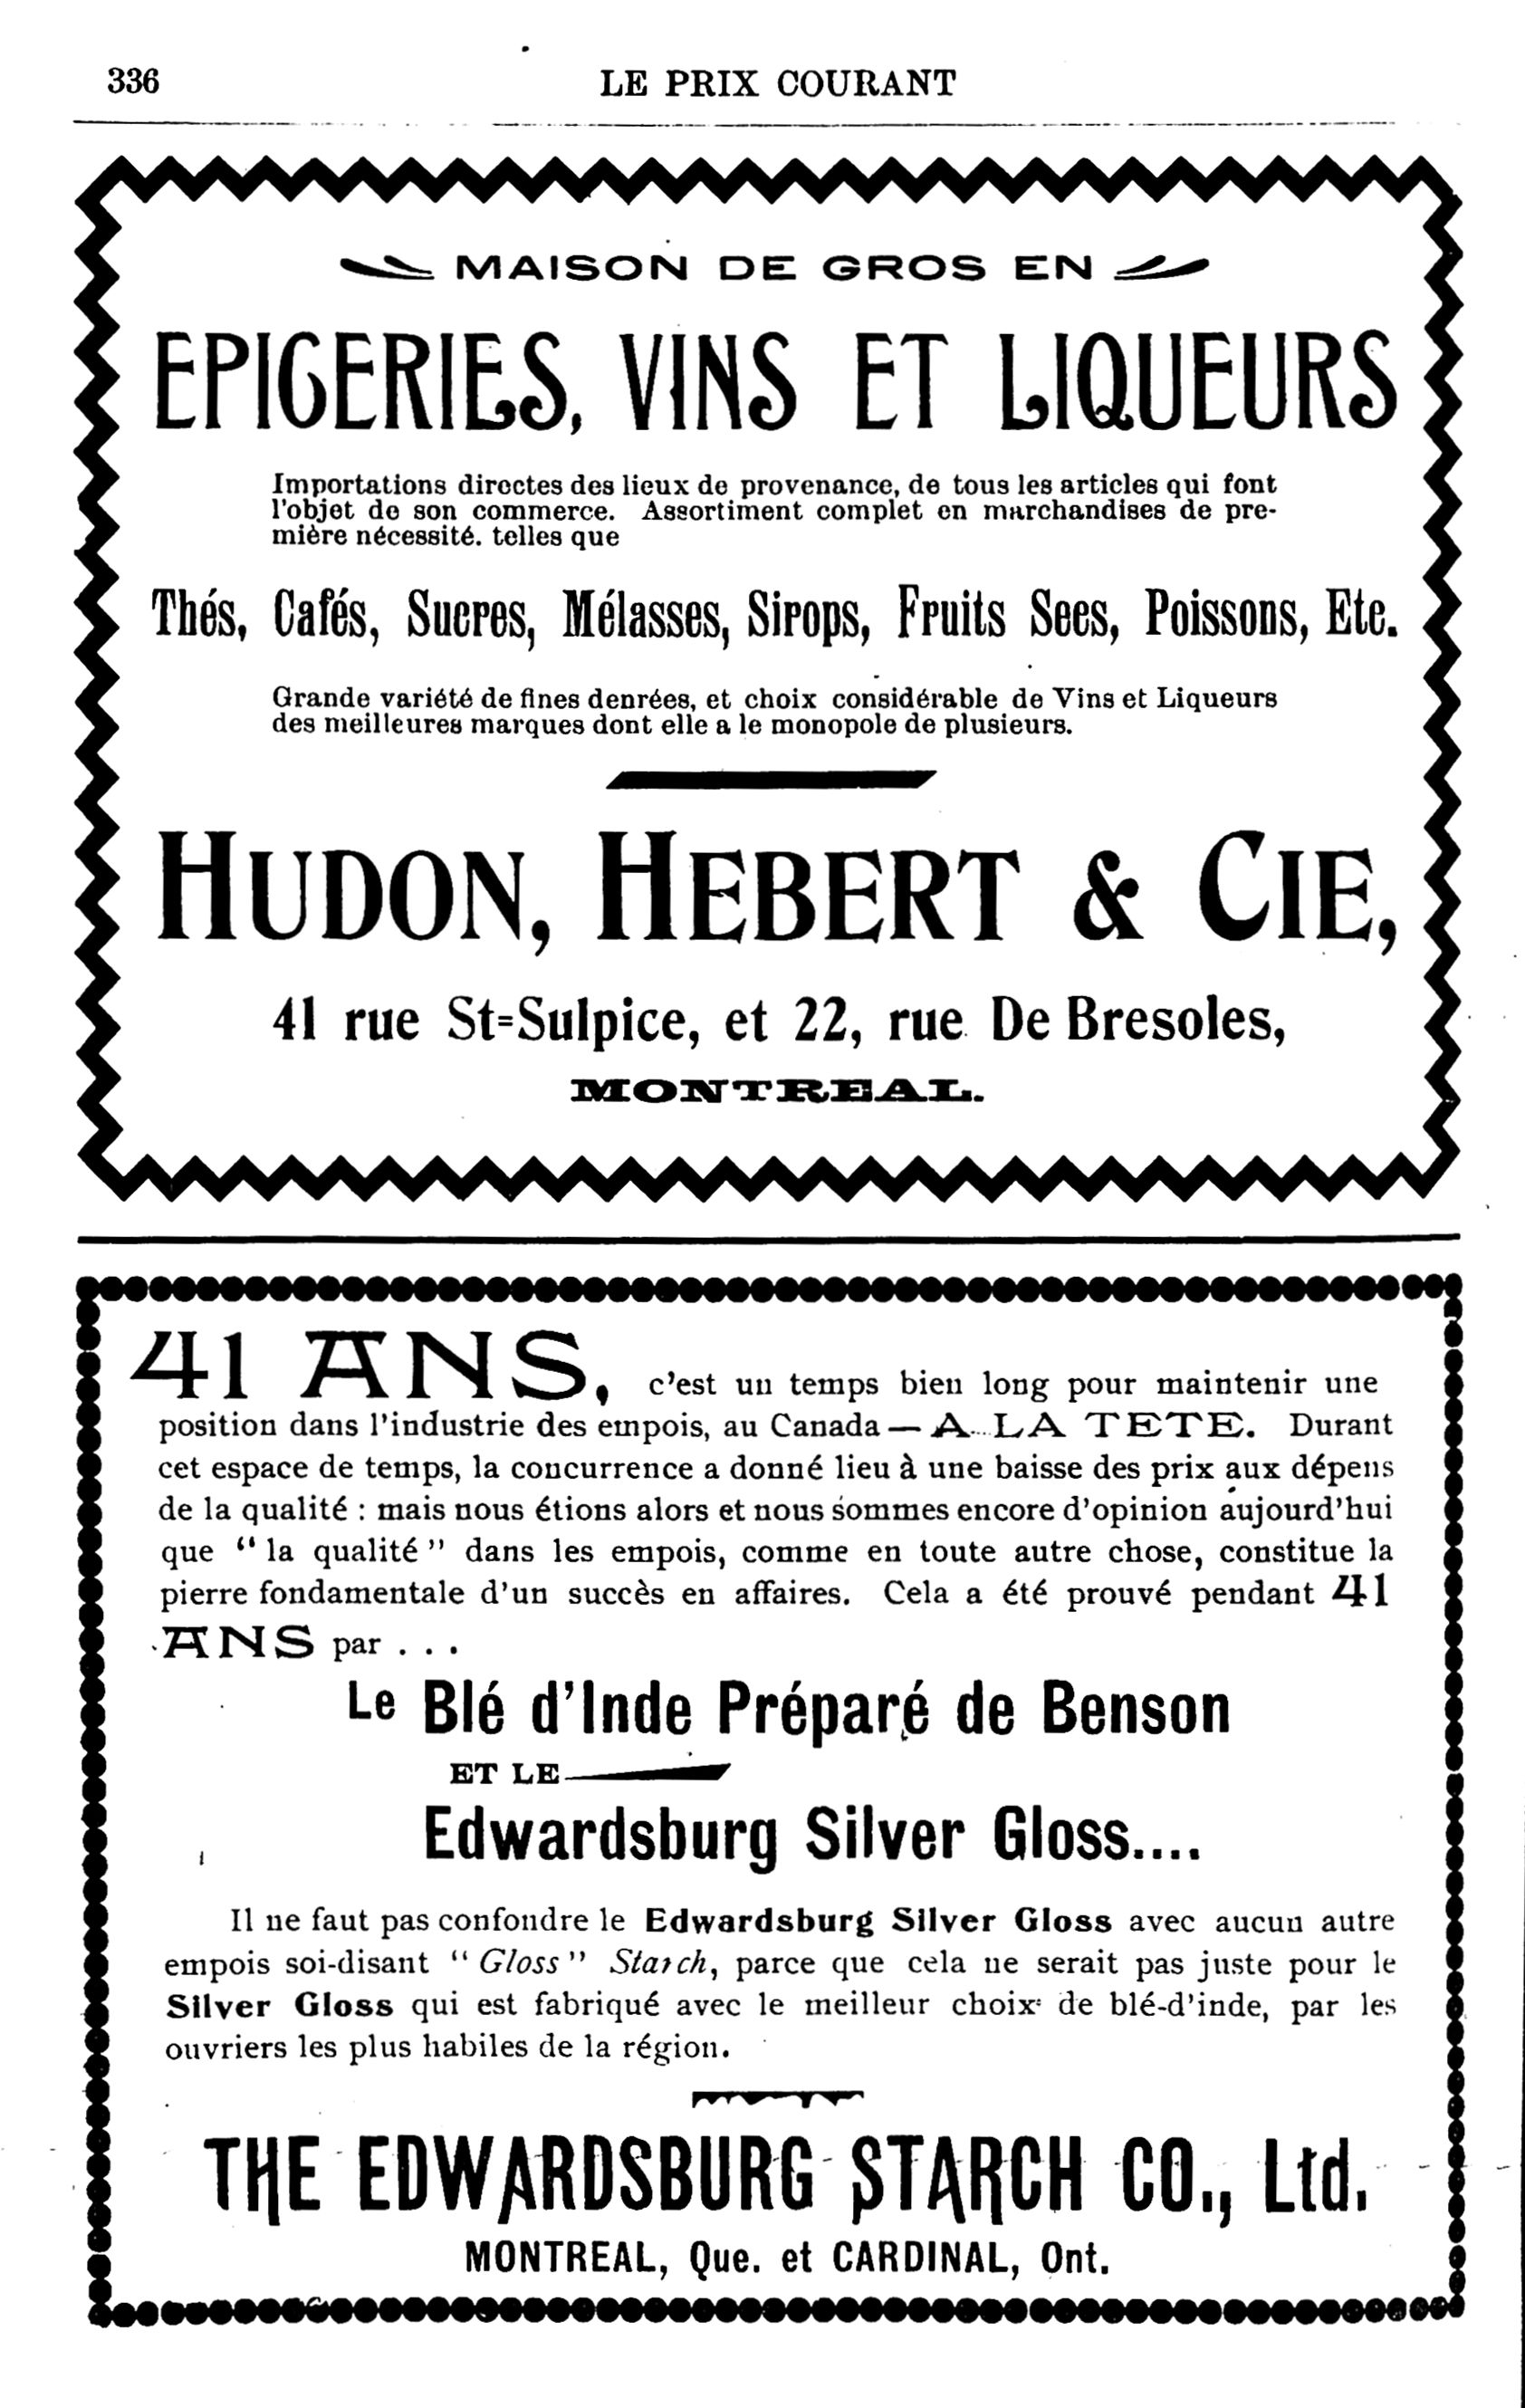 336
LE PRIX COURANT
MAISON DE GROS EN
EPICERIES, VINS ET LIQUEURS
Importations directes des lieux de provenance, de tous les articles qui font
l'objet de son commerce. Assortiment complet en marchandises de pre-
mière nécessité. telles que
Thés, Cafés, Sucres, Mélasses, Sirops, Fruits Secs, Poissons, Etc.
Grande variété de fines denrées, et choix considérable de Vins et Liqueurs
des meilleures marques dont elle a le monopole de plusieurs.
HUDON, HEBERT & CIE,
41 rue St=Sulpice, et 22, rue De Bresoles,
MONTREAL.
41 ANS, c'est un temps bien long pour maintenir une
position dans l'industrie des empois, au Canada — A LA TETE. Durant
cet espace de temps, la concurrence a donné lieu à une baisse des prix aux dépens
de la qualité : mais nous étions alors et nous sommes encore d'opinion aujourd'hui
que "la qualité" dans les empois, comme en toute autre chose, constitue la
pierre fondamentale d'un succès en affaires. Cela a été prouvé pendant 41
ANS par . . .
Le Blé d'Inde Préparé de Benson
ET LE
Edwardsburg Silver Gloss....
Il ne faut pas confondre le Edwardsburg Silver Gloss avec aucun autre
empois soi-disant "Gloss" Starch, parce que cela ne serait pas juste pour le
Silver Gloss qui est fabriqué avec le meilleur choix de blé-d'inde, par les
ouvriers les plus habiles de la région.
THE EDWARDSBURG STARCH CO., Ltd.
MONTREAL, Que. et CARDINAL, Ont.